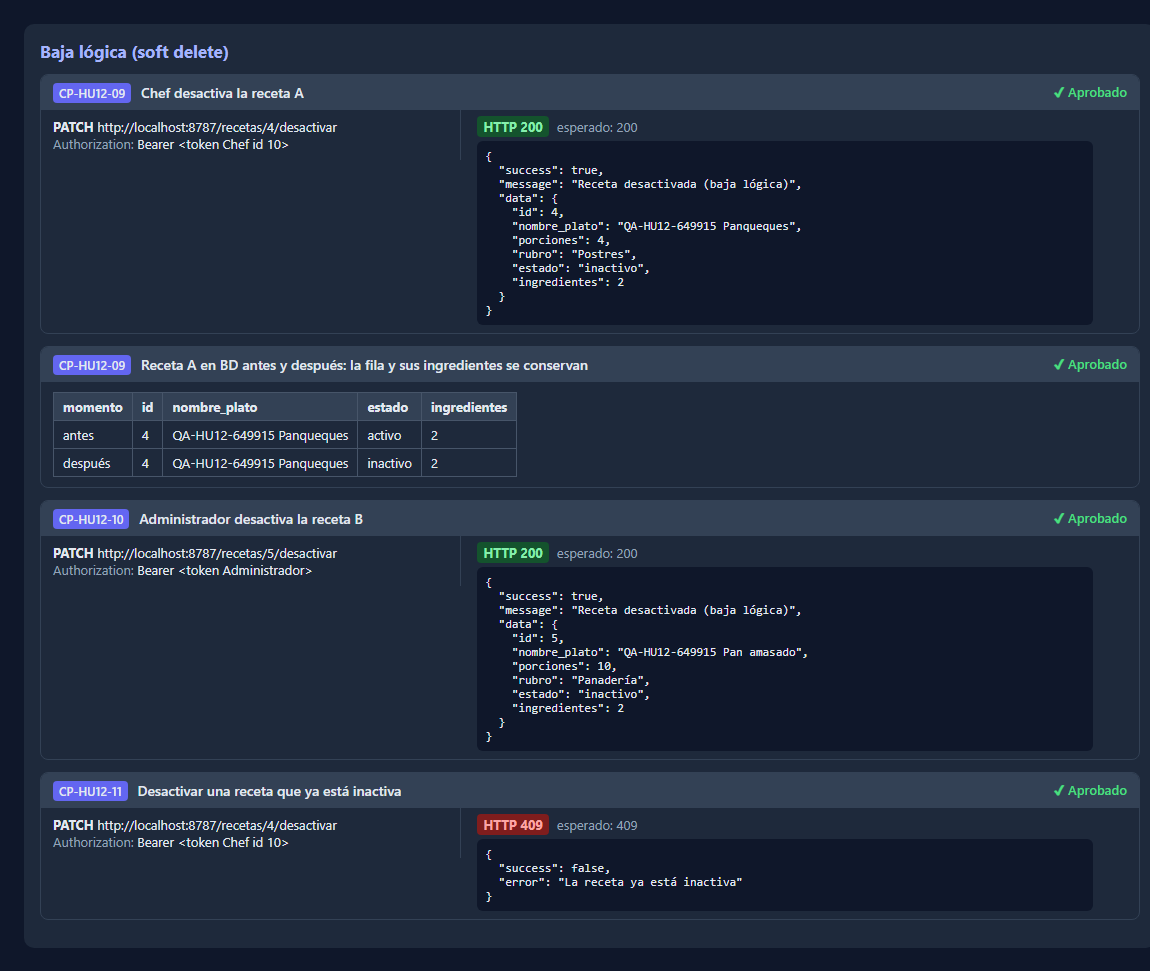 Baja lógica (soft delete)
CP-HU12-09 Chef desactiva la receta A ✓ Aprobado
PATCH http://localhost:8787/recetas/4/desactivar
Authorization: Bearer <token Chef id 10>
HTTP 200 esperado: 200
{
  "success": true,
  "message": "Receta desactivada (baja lógica)",
  "data": {
    "id": 4,
    "nombre_plato": "QA-HU12-649915 Panqueques",
    "porciones": 4,
    "rubro": "Postres",
    "estado": "inactivo",
    "ingredientes": 2
  }
}
CP-HU12-09 Receta A en BD antes y después: la fila y sus ingredientes se conservan ✓ Aprobado
momento id nombre_plato estado ingredientes
antes 4 QA-HU12-649915 Panqueques activo 2
después 4 QA-HU12-649915 Panqueques inactivo 2
CP-HU12-10 Administrador desactiva la receta B ✓ Aprobado
PATCH http://localhost:8787/recetas/5/desactivar
Authorization: Bearer <token Administrador>
HTTP 200 esperado: 200
{
  "success": true,
  "message": "Receta desactivada (baja lógica)",
  "data": {
    "id": 5,
    "nombre_plato": "QA-HU12-649915 Pan amasado",
    "porciones": 10,
    "rubro": "Panadería",
    "estado": "inactivo",
    "ingredientes": 2
  }
}
CP-HU12-11 Desactivar una receta que ya está inactiva ✓ Aprobado
PATCH http://localhost:8787/recetas/4/desactivar
Authorization: Bearer <token Chef id 10>
HTTP 409 esperado: 409
{
  "success": false,
  "error": "La receta ya está inactiva"
}